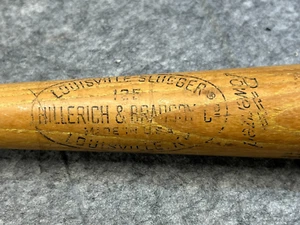 LOUISVILLE SLUGGER®
125
HILLERICH & BRADSBY Co
MADE IN U.S.A.
LOUISVILLE, KY.